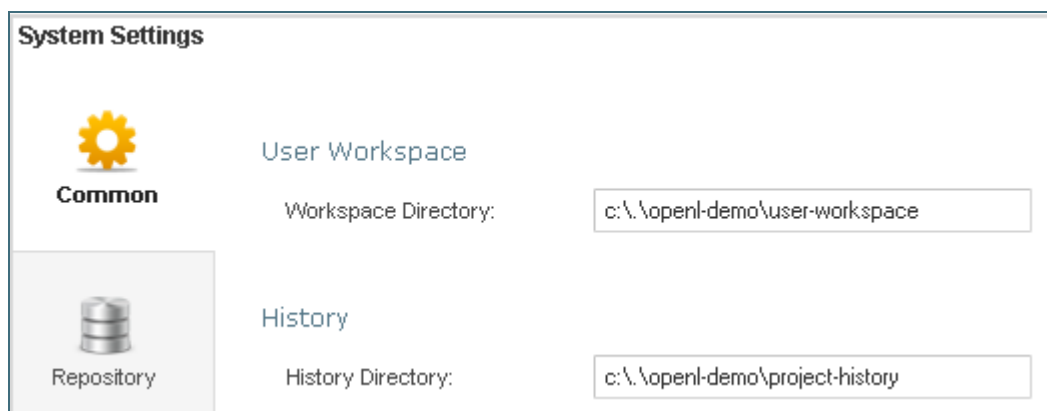 System Settings
Common
User Workspace
Workspace Directory: c:\.\openl-demo\user-workspace
Repository
History
History Directory: c:\.\openl-demo\project-history